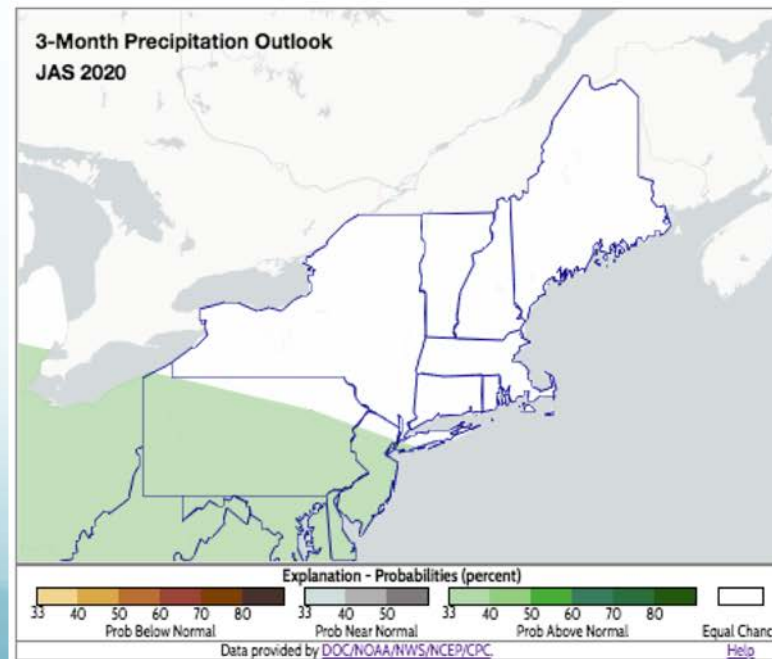 3-Month Precipitation Outlook
JAS 2020
Explanation - Probabilities (percent)
33 40 50 60 70 80 33 40 50 33 40 50 60 70 80
Prob Below Normal Prob Near Normal Prob Above Normal Equal Chanc
Data provided by DOC/NOAA/NWS/NCEP/CPC. Help